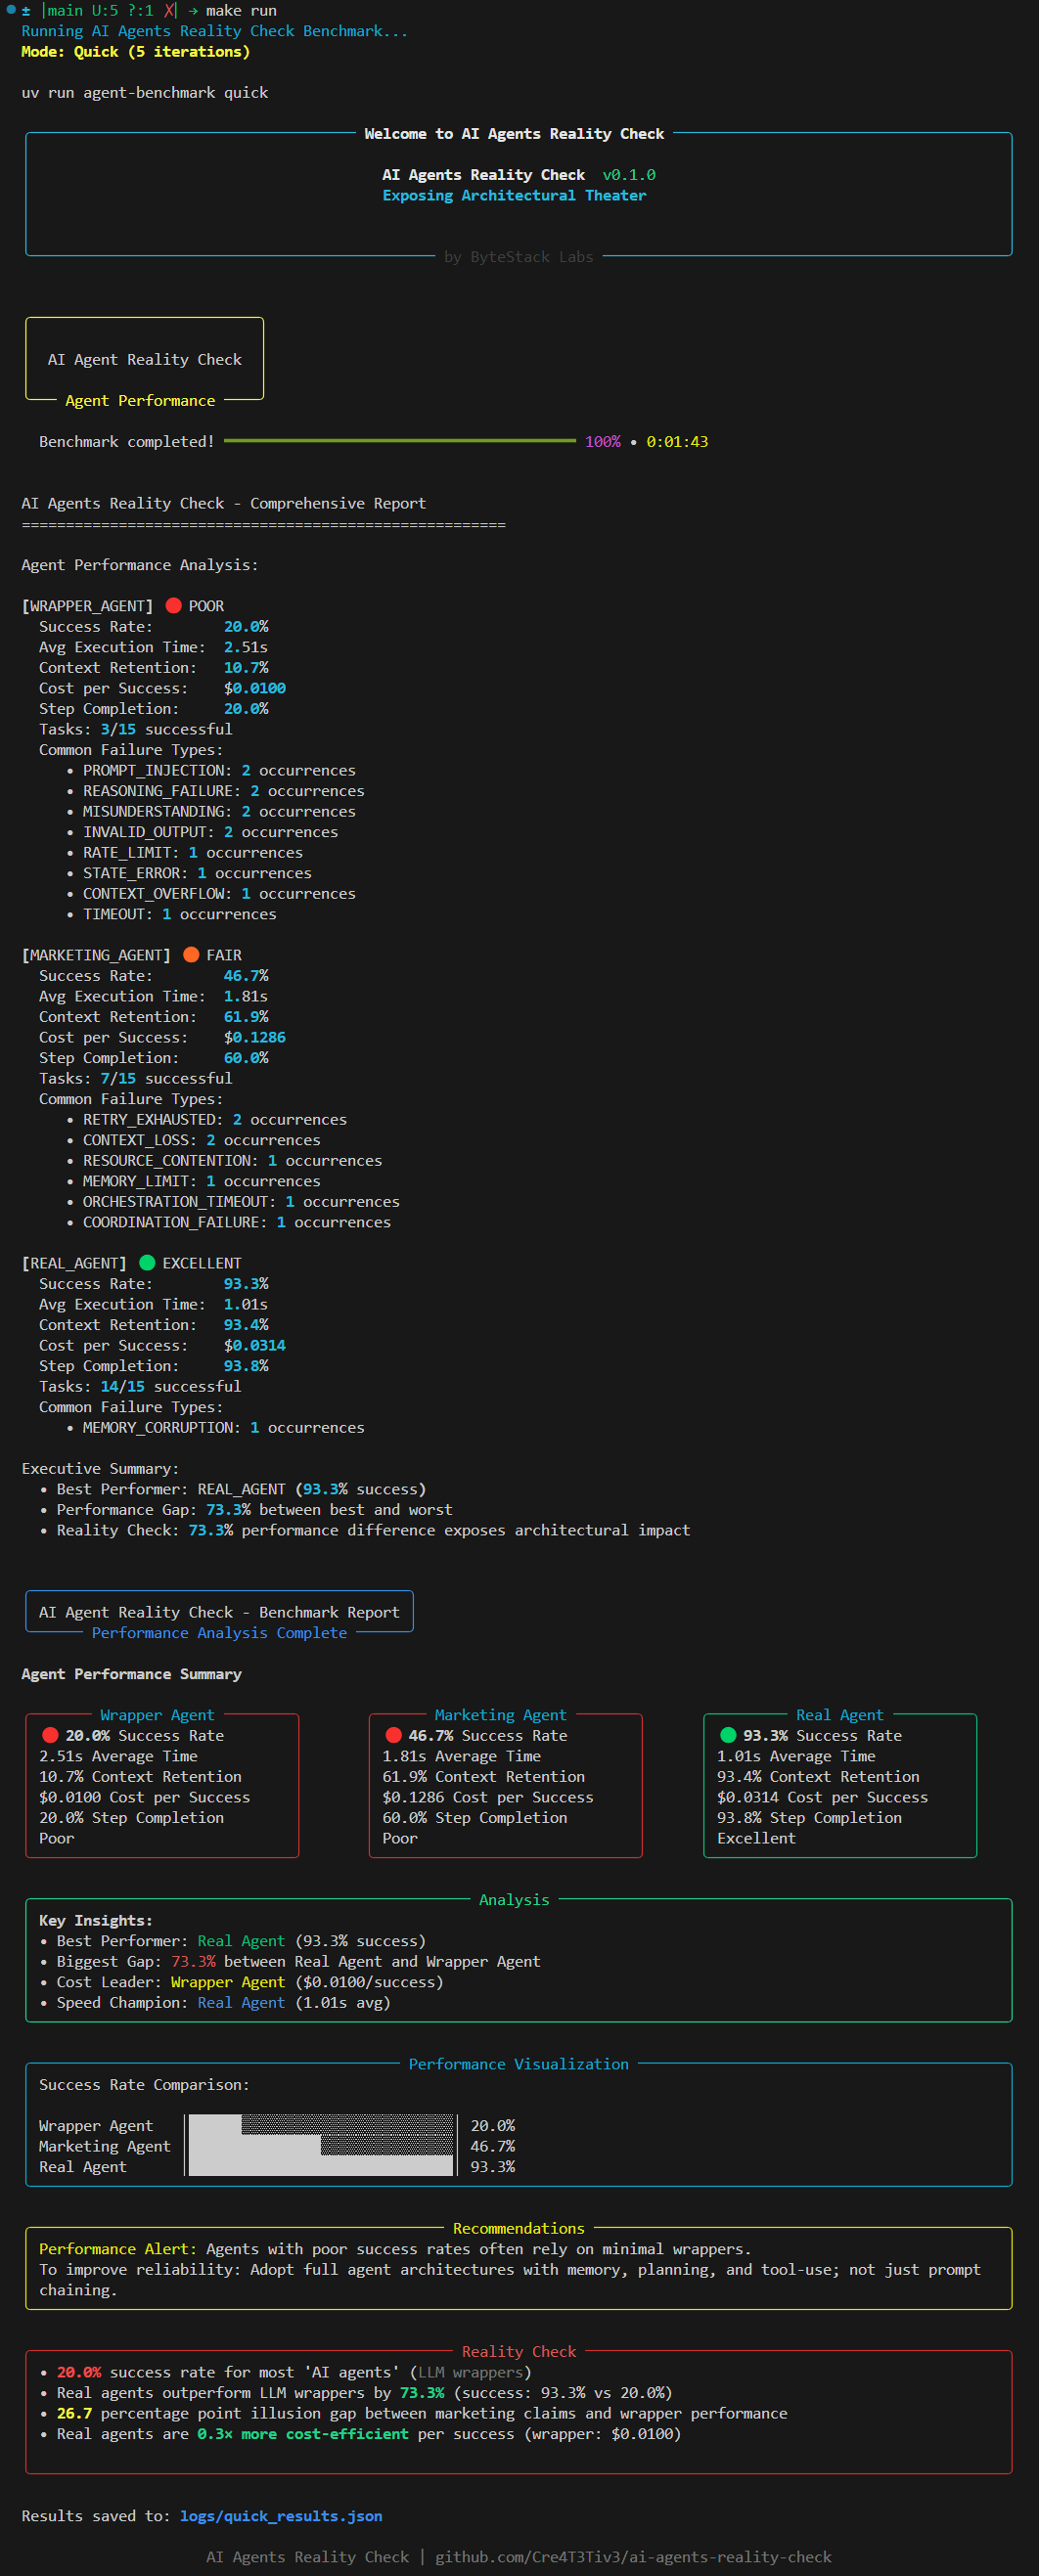 ± |main U:5 ?:1 ✗| → make run
Running AI Agents Reality Check Benchmark...
Mode: Quick (5 iterations)
uv run agent-benchmark quick
Welcome to AI Agents Reality Check
AI Agents Reality Check v0.1.0
Exposing Architectural Theater
by ByteStack Labs
AI Agent Reality Check
Agent Performance
Benchmark completed! 100% • 0:01:43
AI Agents Reality Check - Comprehensive Report
=======================================================
Agent Performance Analysis:
[WRAPPER_AGENT] 🔴 POOR
Success Rate: 20.0%
Avg Execution Time: 2.51s
Context Retention: 10.7%
Cost per Success: $0.0100
Step Completion: 20.0%
Tasks: 3/15 successful
Common Failure Types:
• PROMPT_INJECTION: 2 occurrences
• REASONING_FAILURE: 2 occurrences
• MISUNDERSTANDING: 2 occurrences
• INVALID_OUTPUT: 2 occurrences
• RATE_LIMIT: 1 occurrences
• STATE_ERROR: 1 occurrences
• CONTEXT_OVERFLOW: 1 occurrences
• TIMEOUT: 1 occurrences
[MARKETING_AGENT] 🟠 FAIR
Success Rate: 46.7%
Avg Execution Time: 1.81s
Context Retention: 61.9%
Cost per Success: $0.1286
Step Completion: 60.0%
Tasks: 7/15 successful
Common Failure Types:
• RETRY_EXHAUSTED: 2 occurrences
• CONTEXT_LOSS: 2 occurrences
• RESOURCE_CONTENTION: 1 occurrences
• MEMORY_LIMIT: 1 occurrences
• ORCHESTRATION_TIMEOUT: 1 occurrences
• COORDINATION_FAILURE: 1 occurrences
[REAL_AGENT] 🟢 EXCELLENT
Success Rate: 93.3%
Avg Execution Time: 1.01s
Context Retention: 93.4%
Cost per Success: $0.0314
Step Completion: 93.8%
Tasks: 14/15 successful
Common Failure Types:
• MEMORY_CORRUPTION: 1 occurrences
Executive Summary:
• Best Performer: REAL_AGENT (93.3% success)
• Performance Gap: 73.3% between best and worst
• Reality Check: 73.3% performance difference exposes architectural impact
AI Agent Reality Check - Benchmark Report
Performance Analysis Complete
Agent Performance Summary
Wrapper Agent
🔴 20.0% Success Rate
2.51s Average Time
10.7% Context Retention
$0.0100 Cost per Success
20.0% Step Completion
Poor
Marketing Agent
🔴 46.7% Success Rate
1.81s Average Time
61.9% Context Retention
$0.1286 Cost per Success
60.0% Step Completion
Poor
Real Agent
🟢 93.3% Success Rate
1.01s Average Time
93.4% Context Retention
$0.0314 Cost per Success
93.8% Step Completion
Excellent
Analysis
Key Insights:
• Best Performer: Real Agent (93.3% success)
• Biggest Gap: 73.3% between Real Agent and Wrapper Agent
• Cost Leader: Wrapper Agent ($0.0100/success)
• Speed Champion: Real Agent (1.01s avg)
Performance Visualization
Success Rate Comparison:
Wrapper Agent 20.0%
Marketing Agent 46.7%
Real Agent 93.3%
Recommendations
Performance Alert: Agents with poor success rates often rely on minimal wrappers.
To improve reliability: Adopt full agent architectures with memory, planning, and tool-use; not just prompt
chaining.
Reality Check
• 20.0% success rate for most 'AI agents' (LLM wrappers)
• Real agents outperform LLM wrappers by 73.3% (success: 93.3% vs 20.0%)
• 26.7 percentage point illusion gap between marketing claims and wrapper performance
• Real agents are 0.3× more cost-efficient per success (wrapper: $0.0100)
Results saved to: logs/quick_results.json
AI Agents Reality Check | github.com/Cre4T3Tiv3/ai-agents-reality-check